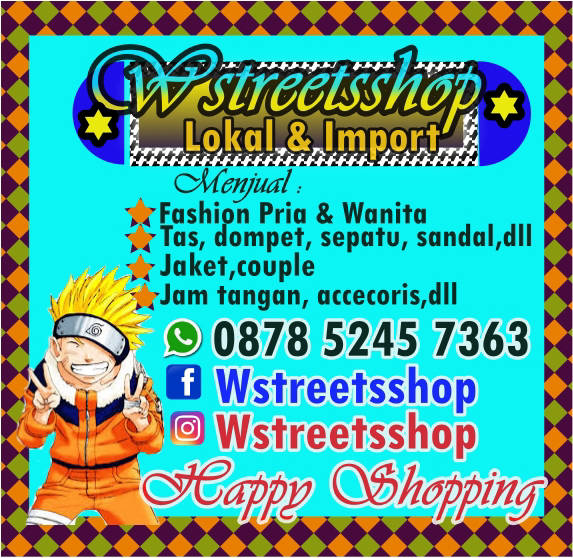 Wstreetsshop
Lokal & Import
Menjual :
Fashion Pria & Wanita
Tas, dompet, sepatu, sandal,dll
Jaket,couple
Jam tangan, accecoris,dll
0878 5245 7363
Wstreetsshop
Wstreetsshop
Happy Shopping